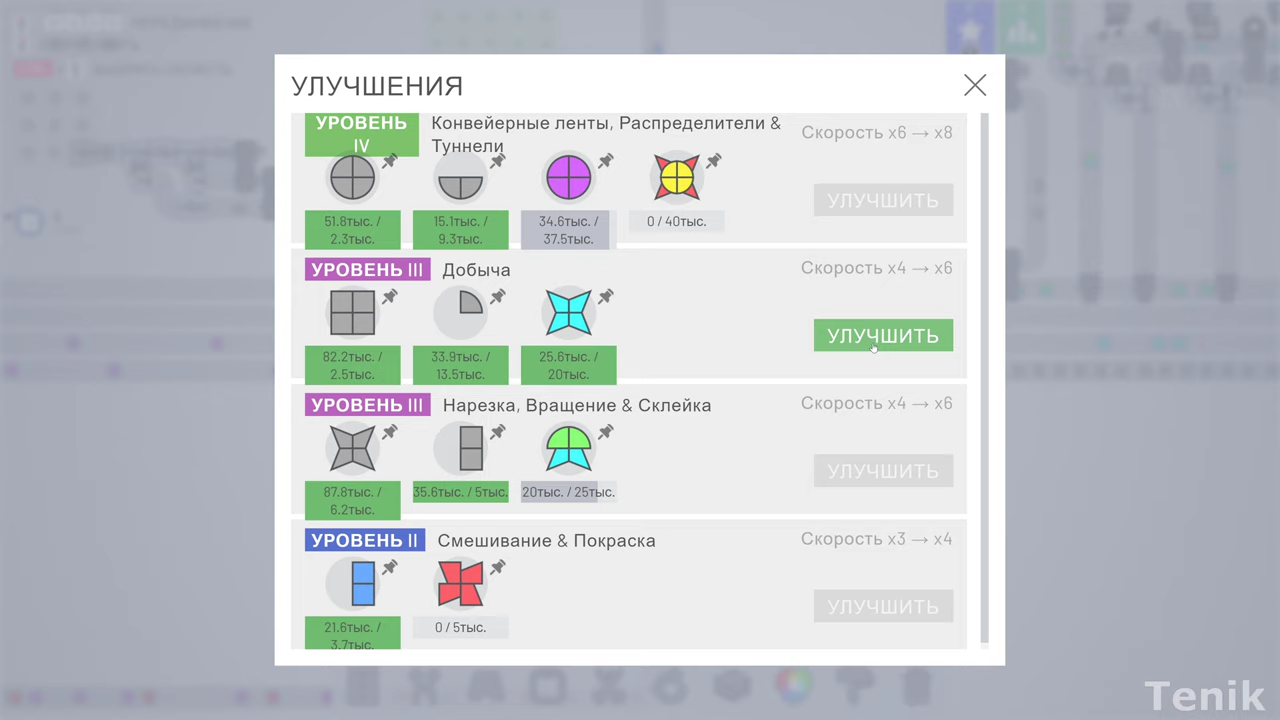 УЛУЧШЕНИЯ
УРОВЕНЬ IV
Конвейерные ленты, Распределители &
Туннели
Скорость x6 → x8
51.8тыс. /
2.3тыс.
15.1тыс. /
9.3тыс.
34.6тыс. /
37.5тыс.
0 / 40тыс.
УЛУЧШИТЬ
УРОВЕНЬ III
Добыча
Скорость x4 → x6
82.2тыс. /
2.5тыс.
33.9тыс. /
13.5тыс.
25.6тыс. /
20тыс.
УЛУЧШИТЬ
УРОВЕНЬ III
Нарезка, Вращение & Склейка
Скорость x4 → x6
87.8тыс. /
6.2тыс.
35.6тыс. / 5тыс.
20тыс. / 25тыс.
УЛУЧШИТЬ
УРОВЕНЬ II
Смешивание & Покраска
Скорость x3 → x4
21.6тыс. /
3.7тыс.
0 / 5тыс.
УЛУЧШИТЬ
Tenik